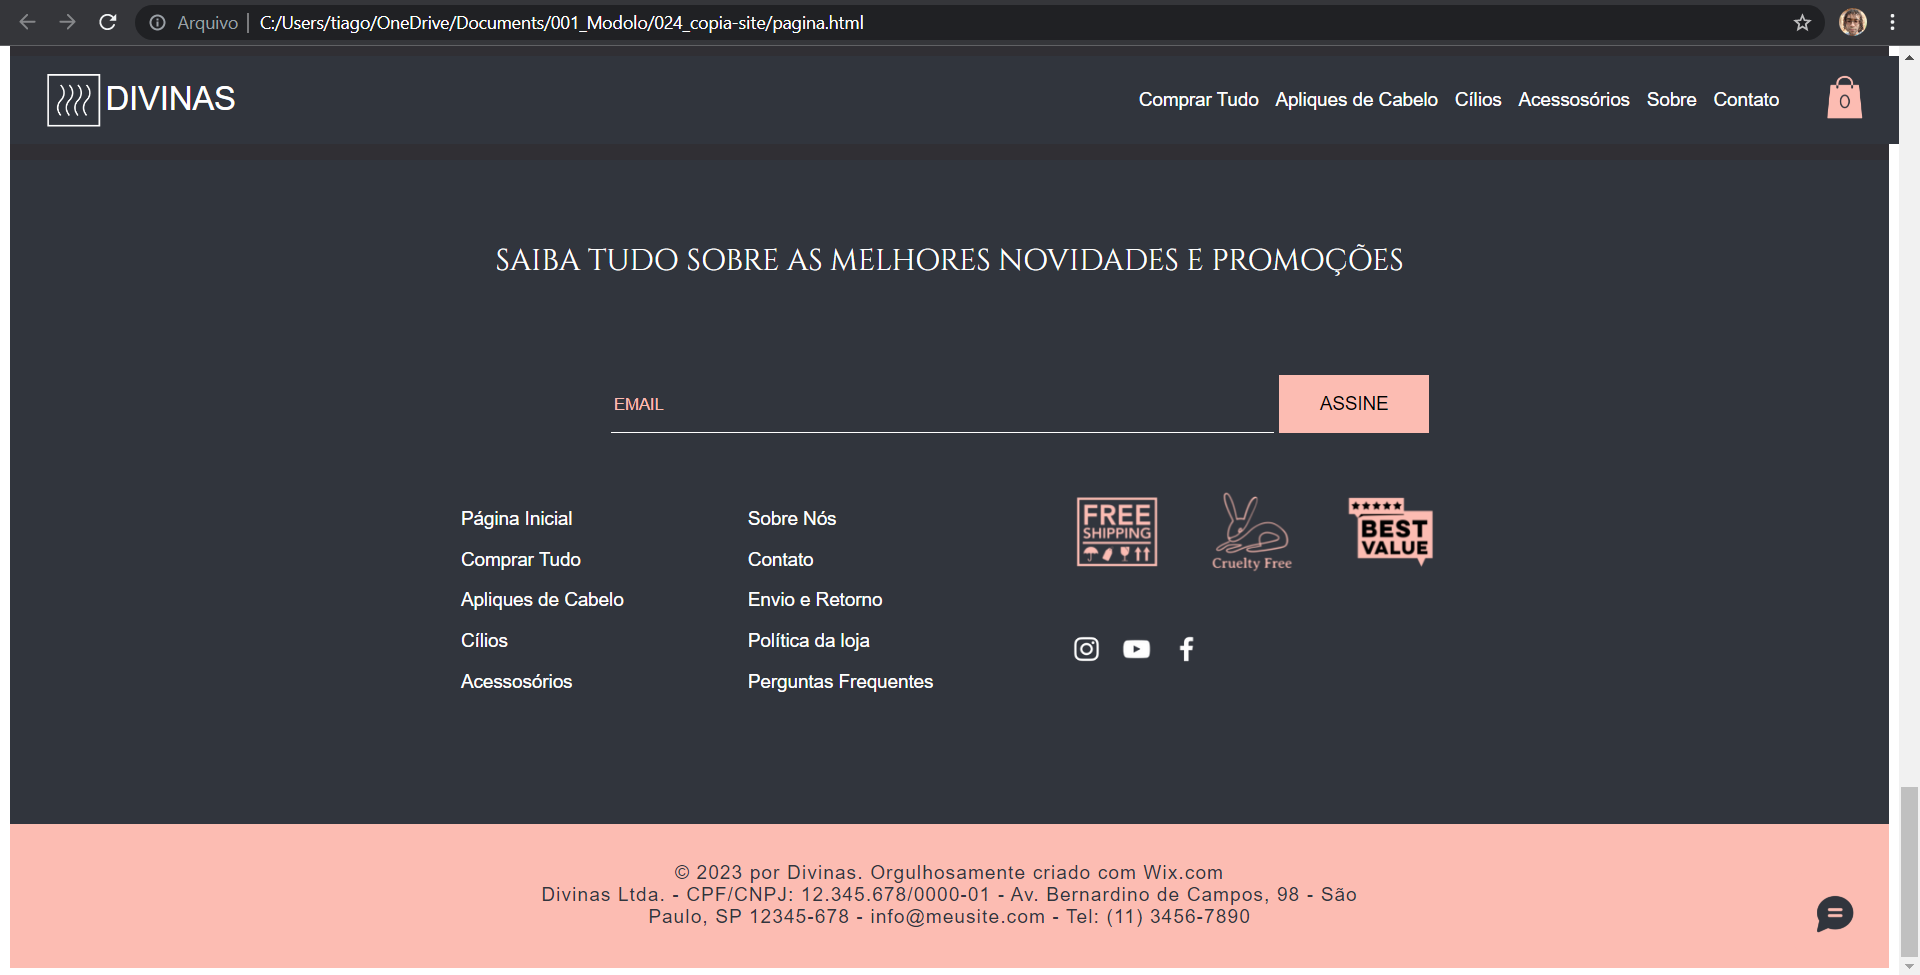 Arquivo | C:/Users/tiago/OneDrive/Documents/001_Modolo/024_copia-site/pagina.html
DIVINAS
Comprar Tudo Apliques de Cabelo Cílios Acessosórios Sobre Contato
0
SAIBA TUDO SOBRE AS MELHORES NOVIDADES E PROMOÇÕES
EMAIL
ASSINE
Página Inicial
Comprar Tudo
Apliques de Cabelo
Cílios
Acessosórios
Sobre Nós
Contato
Envio e Retorno
Política da loja
Perguntas Frequentes
FREE
SHIPPING
Cruelty Free
BEST
VALUE
© 2023 por Divinas. Orgulhosamente criado com Wix.com
Divinas Ltda. - CPF/CNPJ: 12.345.678/0000-01 - Av. Bernardino de Campos, 98 - São
Paulo, SP 12345-678 - info@meusite.com - Tel: (11) 3456-7890